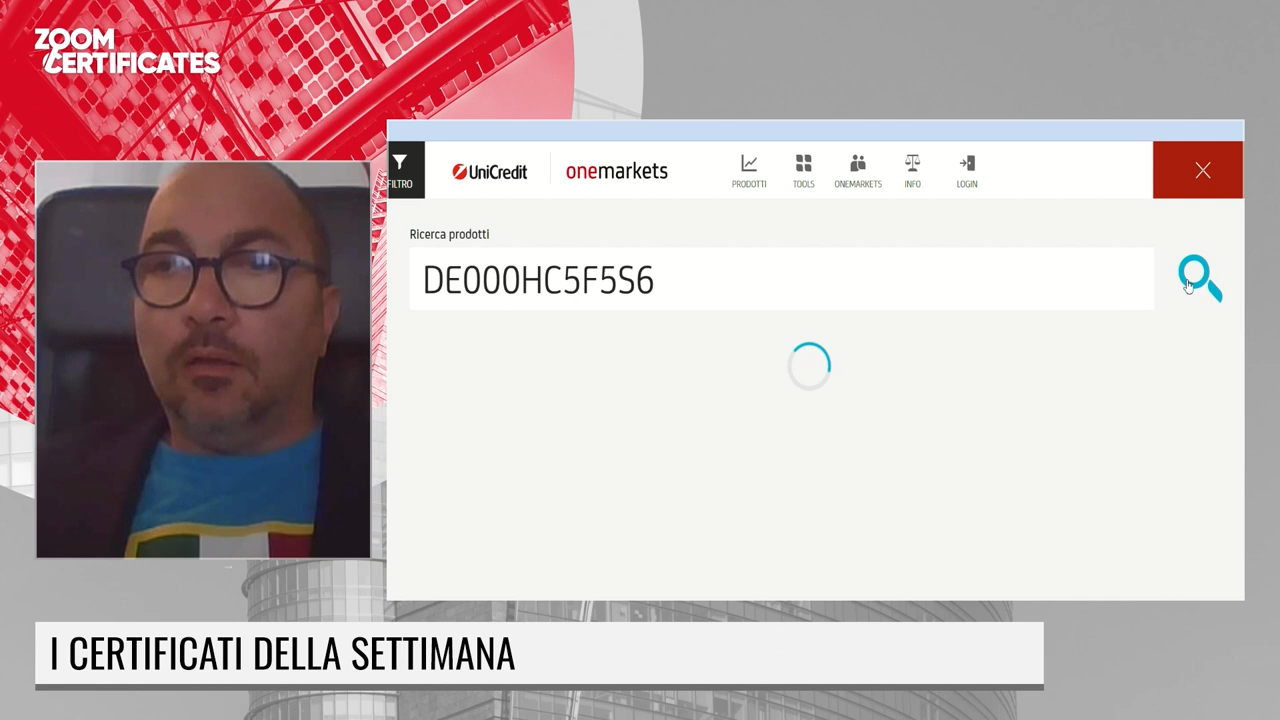 ZOOM
CERTIFICATES
FILTRO
UniCredit
onemarkets
PRODOTTI
TOOLS
ONEMARKETS
INFO
LOGIN
Ricerca prodotti
DE000HC5F5S6
I CERTIFICATI DELLA SETTIMANA